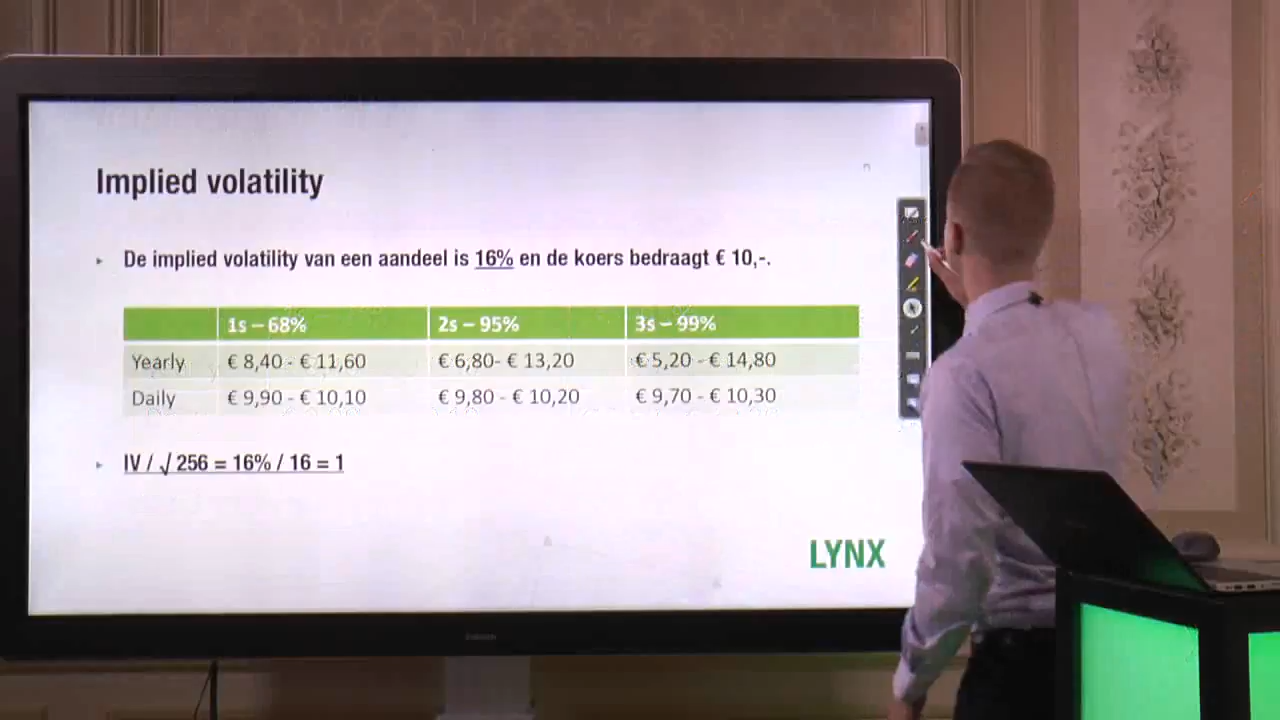 Implied volatility
▸ De implied volatility van een aandeel is 16% en de koers bedraagt € 10,-.
1s – 68% 2s – 95% 3s – 99%
Yearly € 8,40 - € 11,60 € 6,80- € 13,20 € 5,20 - € 14,80
Daily € 9,90 - € 10,10 € 9,80 - € 10,20 € 9,70 - € 10,30
▸ IV / √ 256 = 16% / 16 = 1
LYNX